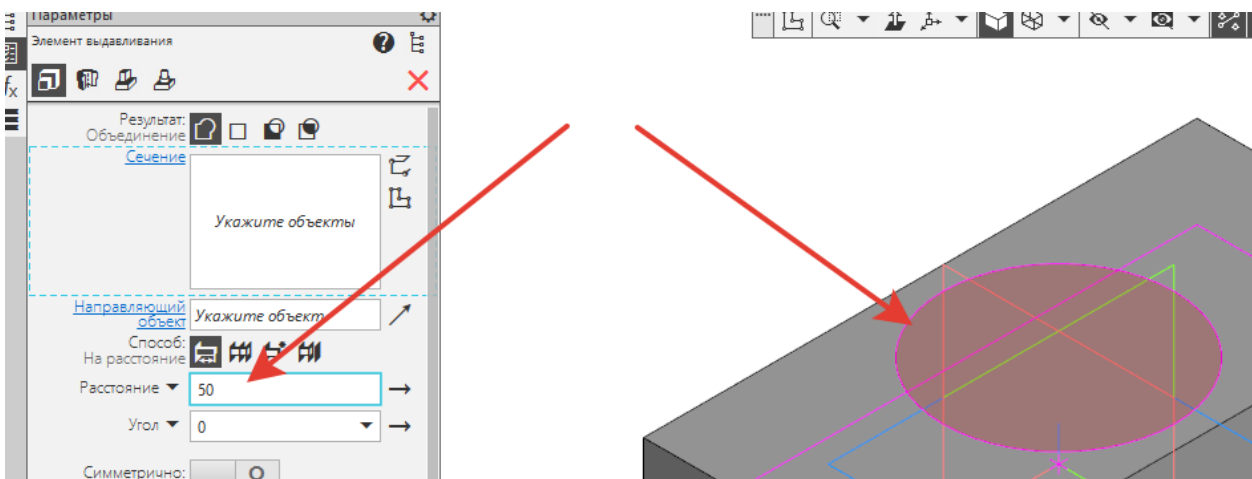 Параметры
Элемент выдавливания
?
fx
Результат:
Объединение
Сечение
Укажите объекты
Направляющий
объект
Укажите объект
Способ:
На расстояние
Расстояние
50
Угол
0
Симметрично: